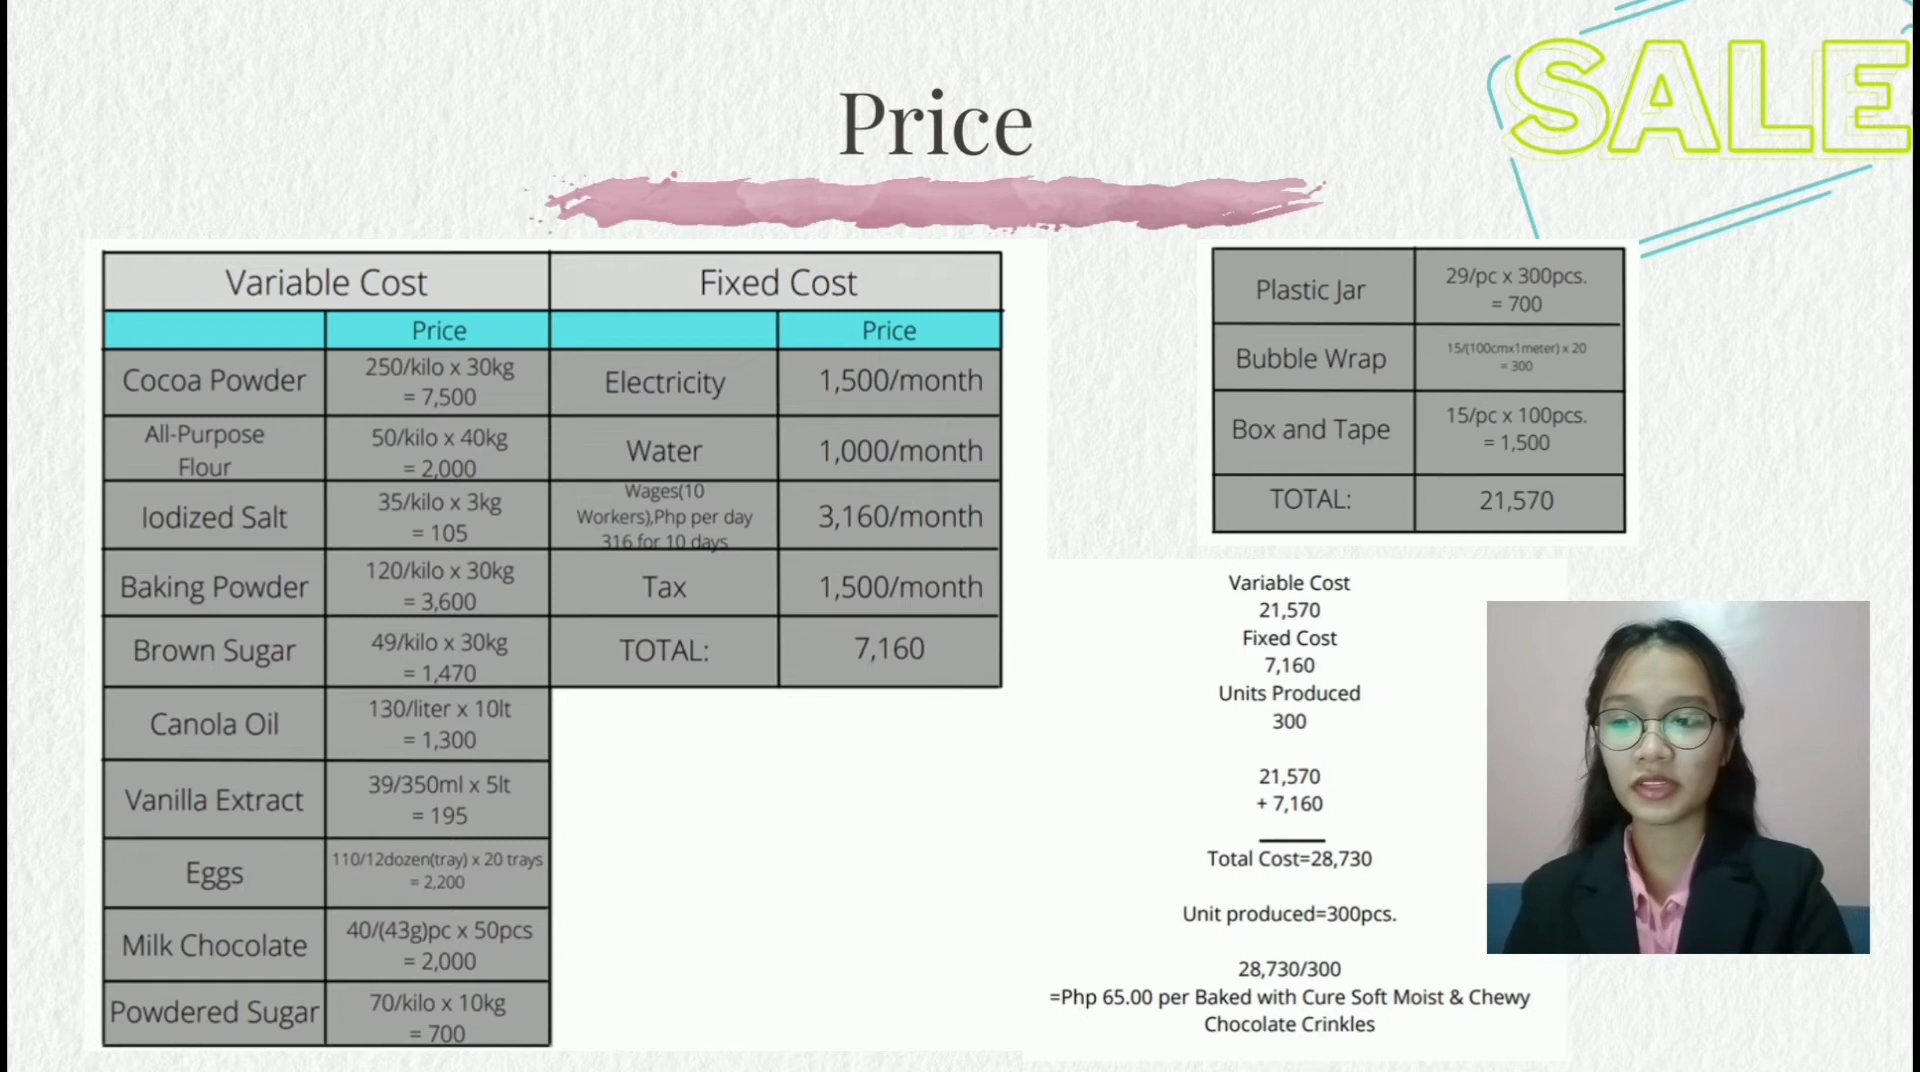 SALE
Price
Variable Cost
Fixed Cost
Price
Price
Cocoa Powder
250/kilo x 30kg
= 7,500
Electricity
1,500/month
All-Purpose
Flour
50/kilo x 40kg
= 2,000
Water
1,000/month
Iodized Salt
35/kilo x 3kg
= 105
Wages(10
Workers),Php per day
316 for 10 days
3,160/month
Baking Powder
120/kilo x 30kg
= 3,600
Tax
1,500/month
Brown Sugar
49/kilo x 30kg
= 1,470
TOTAL:
7,160
Canola Oil
130/liter x 10lt
= 1,300
Vanilla Extract
39/350ml x 5lt
= 195
Eggs
110/12dozen(tray) x 20 trays
= 2,200
Milk Chocolate
40/(43g)pc x 50pcs
= 2,000
Powdered Sugar
70/kilo x 10kg
= 700
Plastic Jar
29/pc x 300pcs.
= 700
Bubble Wrap
15/(100cmx1meter) x 20
= 300
Box and Tape
15/pc x 100pcs.
= 1,500
TOTAL:
21,570
Variable Cost
21,570
Fixed Cost
7,160
Units Produced
300
21,570
+ 7,160
Total Cost=28,730
Unit produced=300pcs.
28,730/300
=Php 65.00 per Baked with Cure Soft Moist & Chewy
Chocolate Crinkles